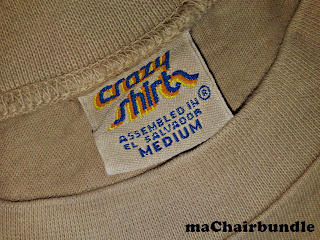 crazy
shirts
®
ASSEMBLED IN
EL SALVADOR
MEDIUM
maChairbundle